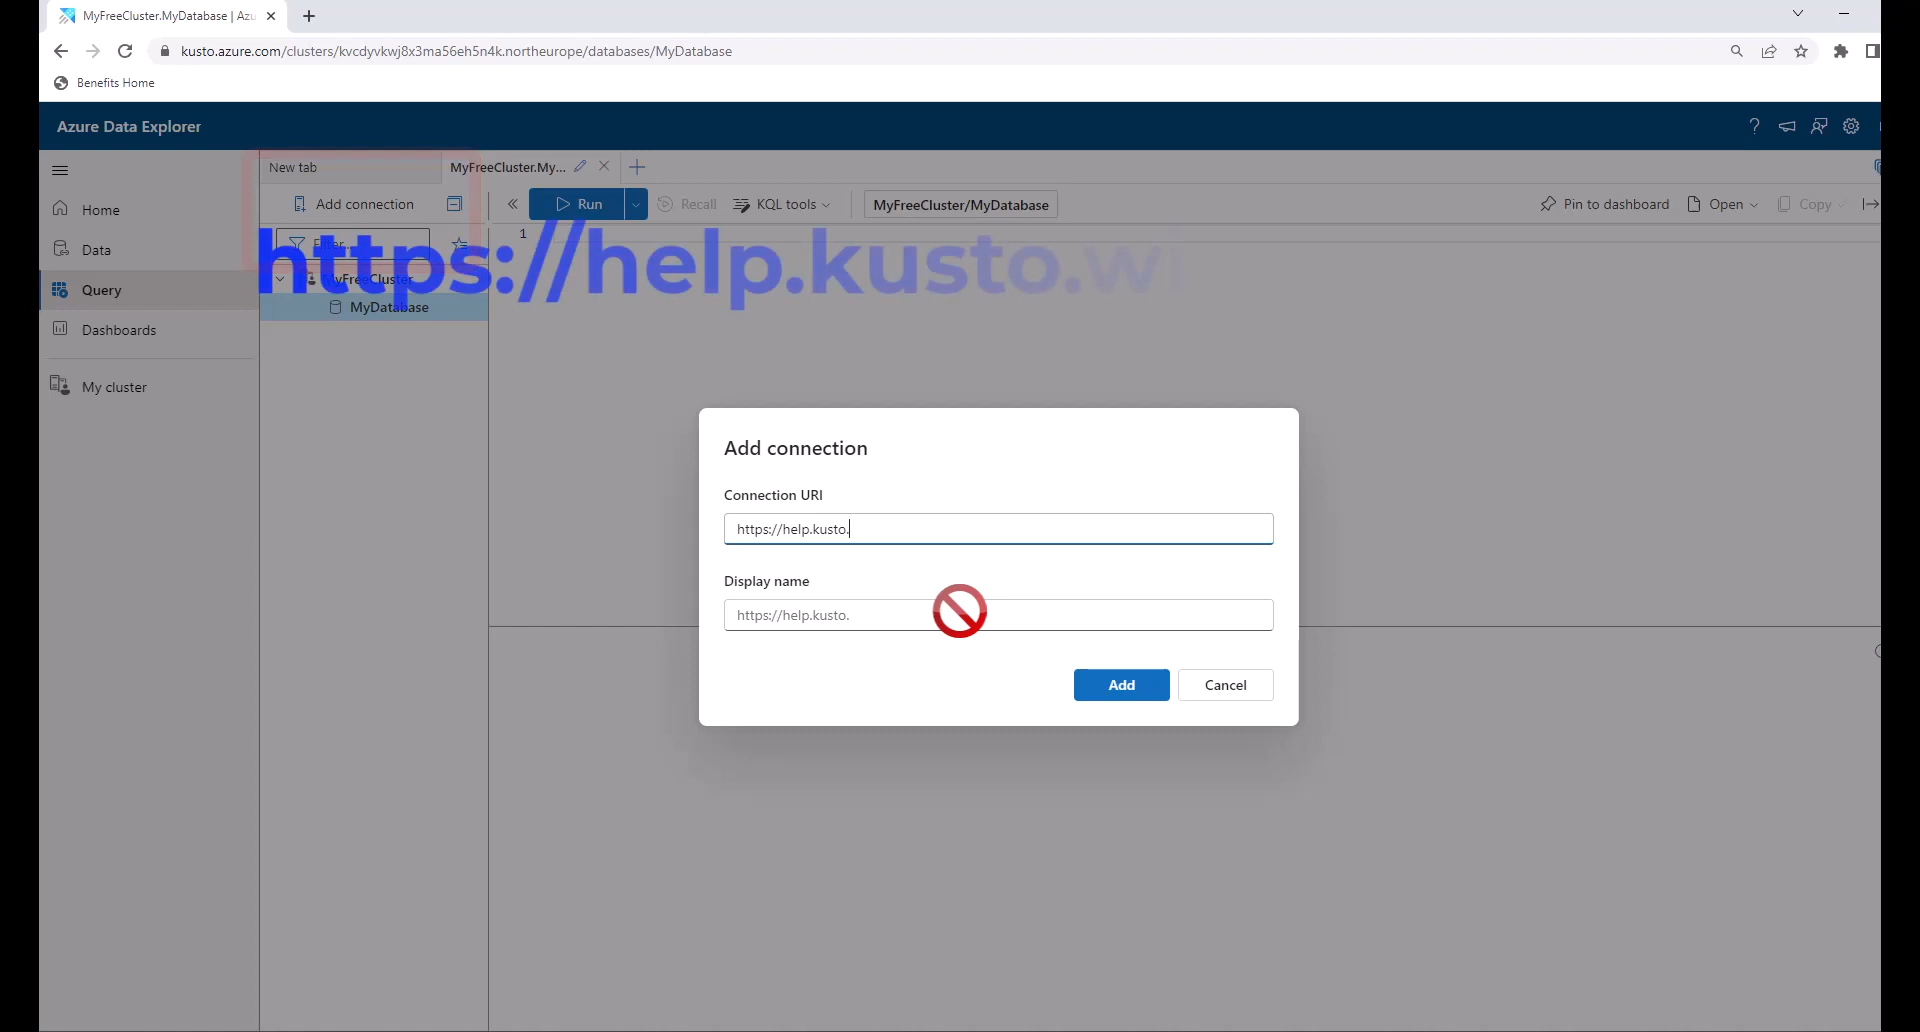 MyFreeCluster.MyDatabase | Azu
kusto.azure.com/clusters/kvcdyvkwj8x3ma56eh5n4k.northeurope/databases/MyDatabase
Benefits Home
Azure Data Explorer
New tab
MyFreeCluster.My...
Add connection
Run
Recall
KQL tools
MyFreeCluster/MyDatabase
Pin to dashboard
Open
Copy
Home
Filter...
1
https://help.kusto.wi
Data
MyFreeCluster
Query
MyDatabase
Dashboards
My cluster
Add connection
Connection URI
https://help.kusto.
Display name
https://help.kusto.
Add
Cancel